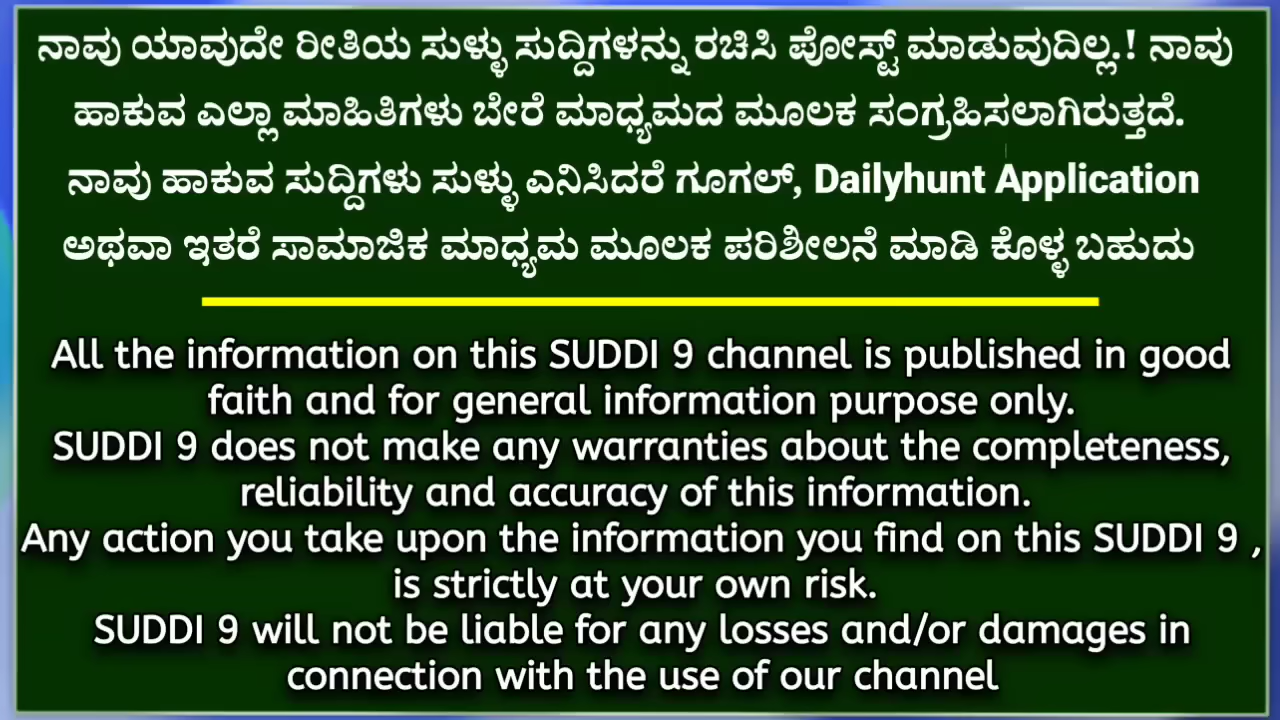 ನಾವು ಯಾವುದೇ ರೀತಿಯ ಸುಳ್ಳು ಸುದ್ದಿಗಳನ್ನು ರಚಿಸಿ ಪೋಸ್ಟ್ ಮಾಡುವುದಿಲ್ಲ.! ನಾವು
ಹಾಕುವ ಎಲ್ಲಾ ಮಾಹಿತಿಗಳು ಬೇರೆ ಮಾಧ್ಯಮದ ಮೂಲಕ ಸಂಗ್ರಹಿಸಲಾಗಿರುತ್ತದೆ.
ನಾವು ಹಾಕುವ ಸುದ್ದಿಗಳು ಸುಳ್ಳು ಎನಿಸಿದರೆ ಗೂಗಲ್, Dailyhunt Application
ಅಥವಾ ಇತರೆ ಸಾಮಾಜಿಕ ಮಾಧ್ಯಮ ಮೂಲಕ ಪರಿಶೀಲನೆ ಮಾಡಿ ಕೊಳ್ಳ ಬಹುದು
All the information on this SUDDI 9 channel is published in good
faith and for general information purpose only.
SUDDI 9 does not make any warranties about the completeness,
reliability and accuracy of this information.
Any action you take upon the information you find on this SUDDI 9 ,
is strictly at your own risk.
SUDDI 9 will not be liable for any losses and/or damages in
connection with the use of our channel